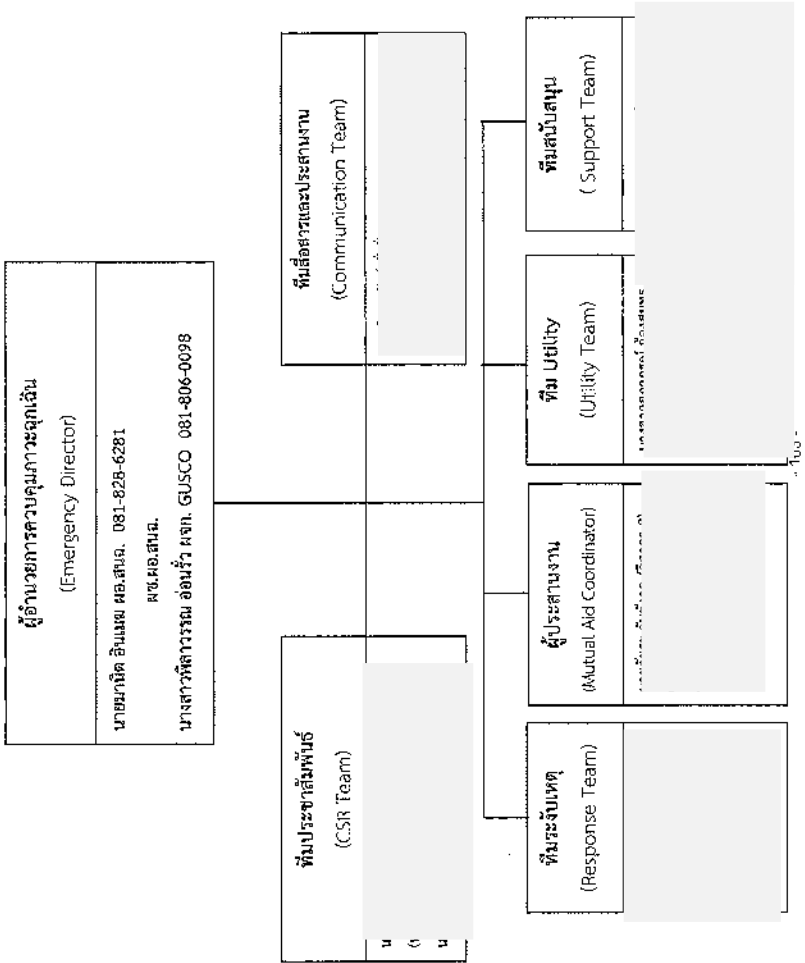 ผู้อำนวยการควบคุมภาวะฉุกเฉิน
(Emergency Director)
นายมานิต อินเมฆ ผอ.สนฉ. 081-828-6281
ผช.ผอ.สนฉ.
นางสาวพิลาวรรณ อ่อนรั่ว ผจก. GUSCO 081-806-0098
ทีมประชาสัมพันธ์
(CSR Team)
ทีมสื่อสารและประสานงาน
(Communication Team)
ทีมระงับเหตุ
(Response Team)
ผู้ประสานงาน
(Mutual Aid Coordinator)
ทีม Utility
(Utility Team)
ทีมสนับสนุน
( Support Team)